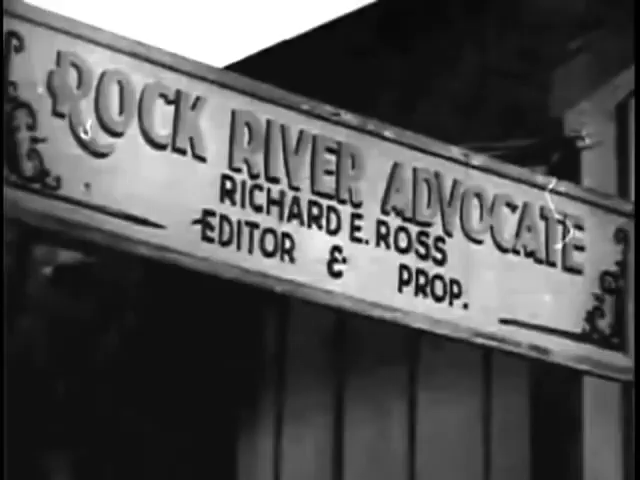 ROCK RIVER ADVOCATE
RICHARD E. ROSS
EDITOR & PROP.